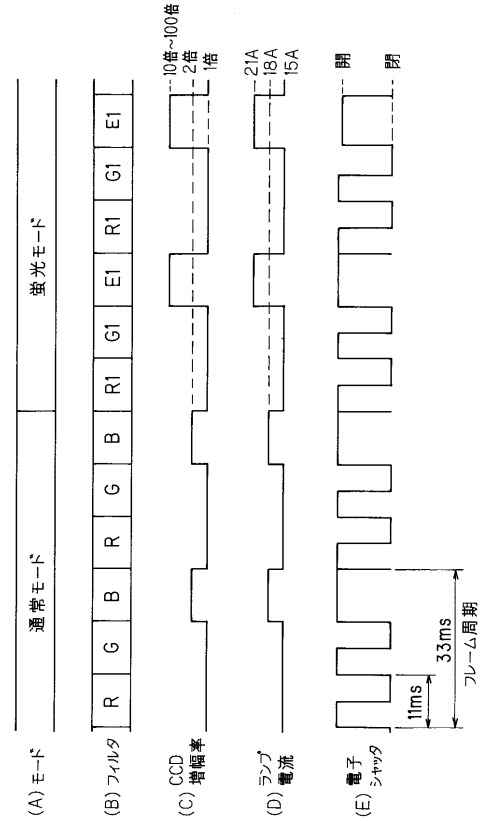 (A) モード
通常モード
蛍光モード
(B) フィルタ
R
G
B
R
G
B
R1
G1
E1
R1
G1
E1
(C) CCD
増幅率
10倍~100倍
2倍
1倍
(D) ランプ
電流
21A
18A
15A
(E) 電子
シャッタ
開
閉
11ms
33ms
フレーム周期